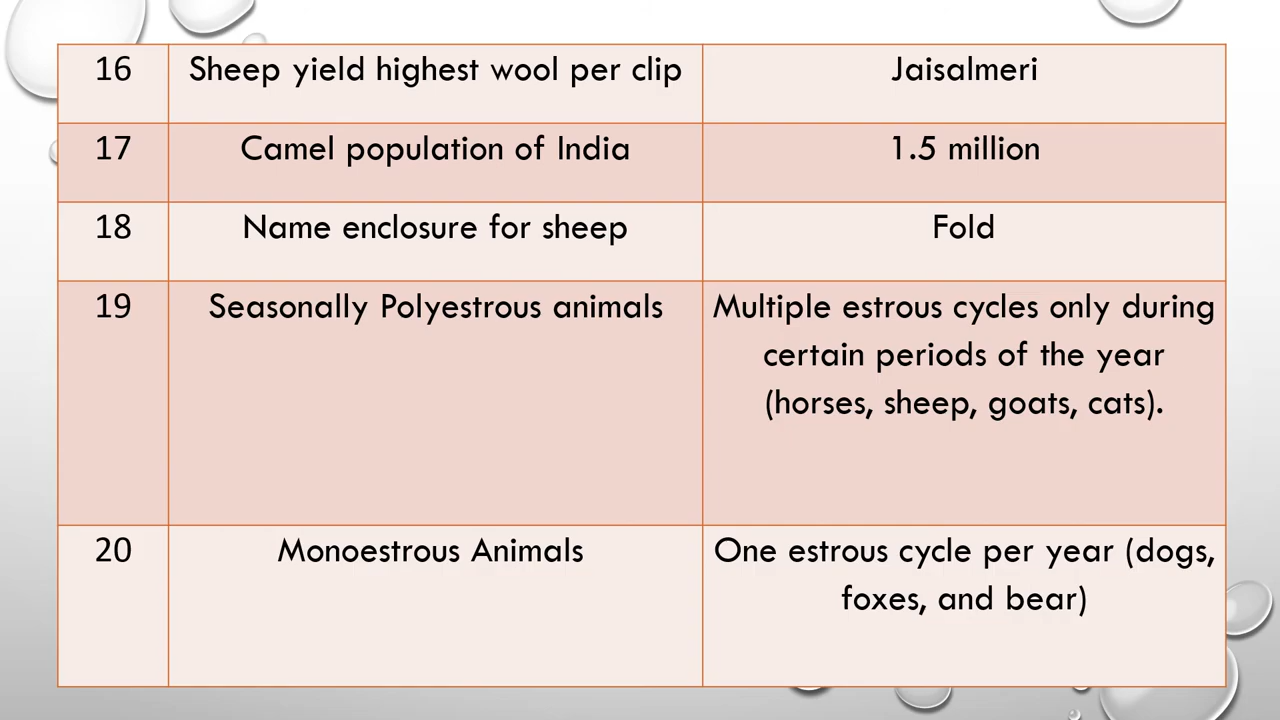 16 Sheep yield highest wool per clip Jaisalmeri
17 Camel population of India 1.5 million
18 Name enclosure for sheep Fold
19 Seasonally Polyestrous animals Multiple estrous cycles only during
certain periods of the year
(horses, sheep, goats, cats).
20 Monoestrous Animals One estrous cycle per year (dogs,
foxes, and bear)